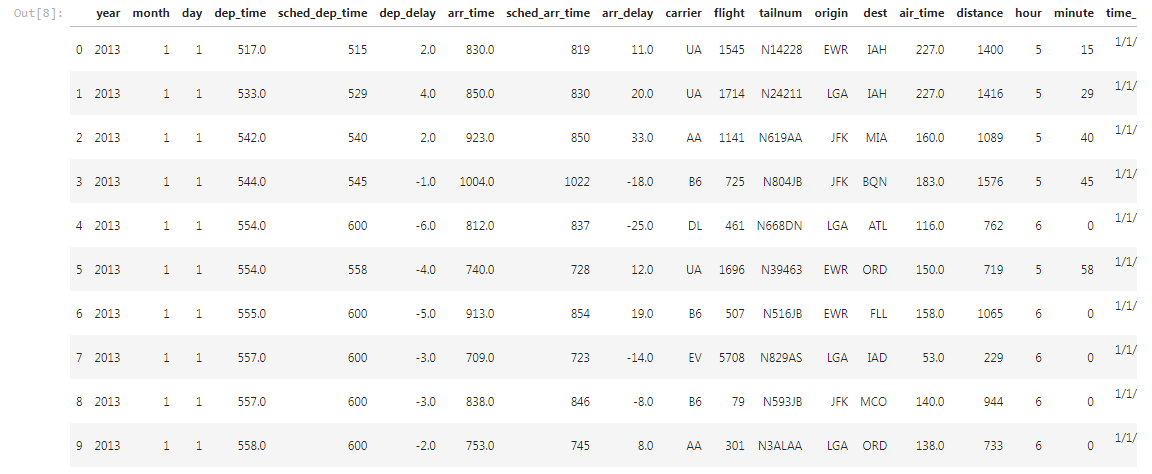 Out[8]: year month day dep_time sched_dep_time dep_delay arr_time sched_arr_time arr_delay carrier flight tailnum origin dest air_time distance hour minute time_
0 2013 1 1 517.0 515 2.0 830.0 819 11.0 UA 1545 N14228 EWR IAH 227.0 1400 5 15 1/1/
1 2013 1 1 533.0 529 4.0 850.0 830 20.0 UA 1714 N24211 LGA IAH 227.0 1416 5 29 1/1/
2 2013 1 1 542.0 540 2.0 923.0 850 33.0 AA 1141 N619AA JFK MIA 160.0 1089 5 40 1/1/
3 2013 1 1 544.0 545 -1.0 1004.0 1022 -18.0 B6 725 N804JB JFK BQN 183.0 1576 5 45 1/1/
4 2013 1 1 554.0 600 -6.0 812.0 837 -25.0 DL 461 N668DN LGA ATL 116.0 762 6 0 1/1/
5 2013 1 1 554.0 558 -4.0 740.0 728 12.0 UA 1696 N39463 EWR ORD 150.0 719 5 58 1/1/
6 2013 1 1 555.0 600 -5.0 913.0 854 19.0 B6 507 N516JB EWR FLL 158.0 1065 6 0 1/1/
7 2013 1 1 557.0 600 -3.0 709.0 723 -14.0 EV 5708 N829AS LGA IAD 53.0 229 6 0 1/1/
8 2013 1 1 557.0 600 -3.0 838.0 846 -8.0 B6 79 N593JB JFK MCO 140.0 944 6 0 1/1/
9 2013 1 1 558.0 600 -2.0 753.0 745 8.0 AA 301 N3ALAA LGA ORD 138.0 733 6 0 1/1/